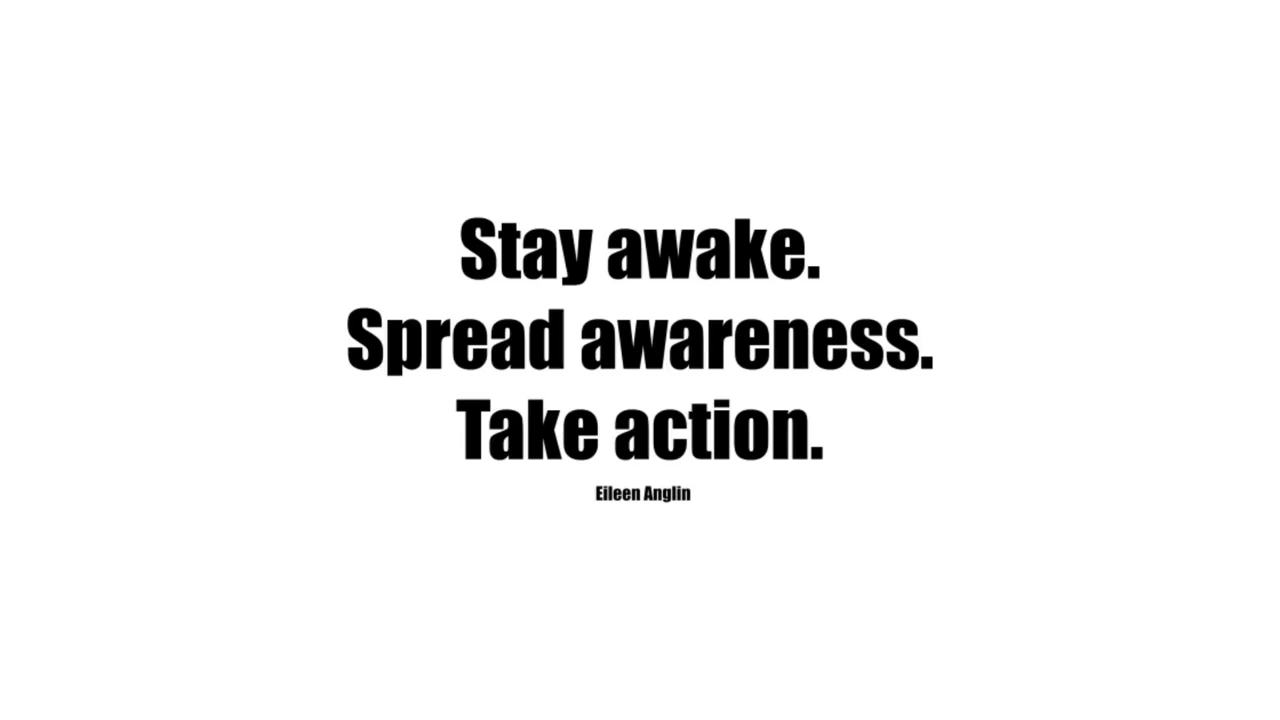 Stay awake.
Spread awareness.
Take action.
Eileen Anglin